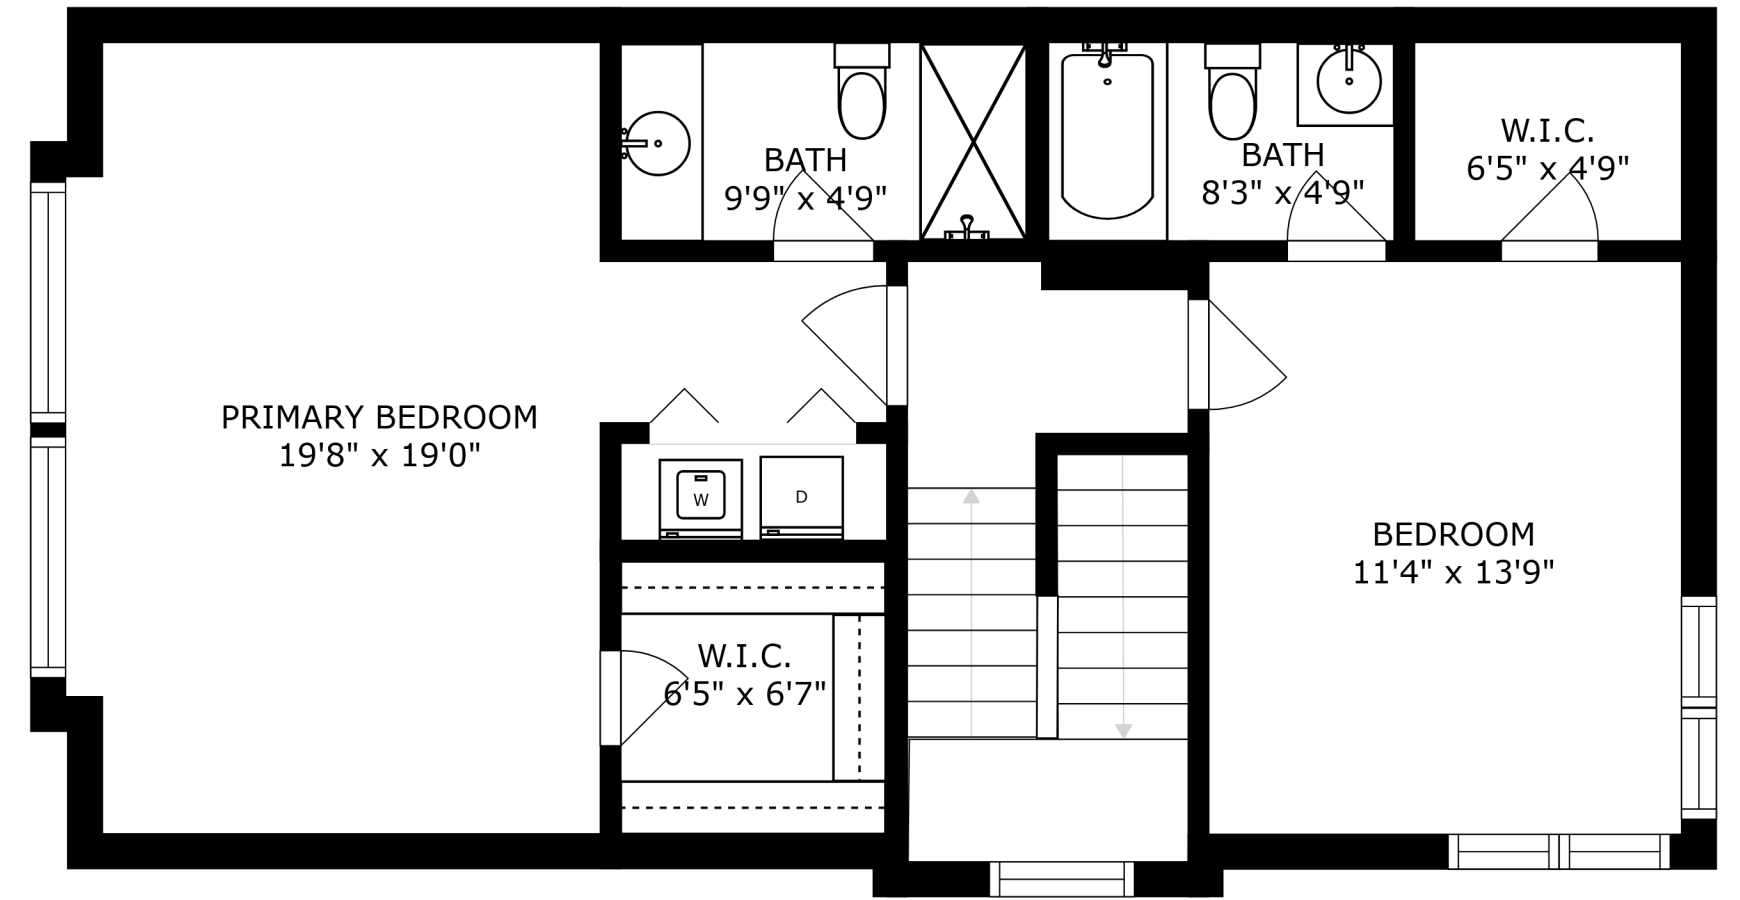 BATH
9'9" x 4'9"
BATH
8'3" x 4'9"
W.I.C.
6'5" x 4'9"
PRIMARY BEDROOM
19'8" x 19'0"
W
D
BEDROOM
11'4" x 13'9"
W.I.C.
6'5" x 6'7"